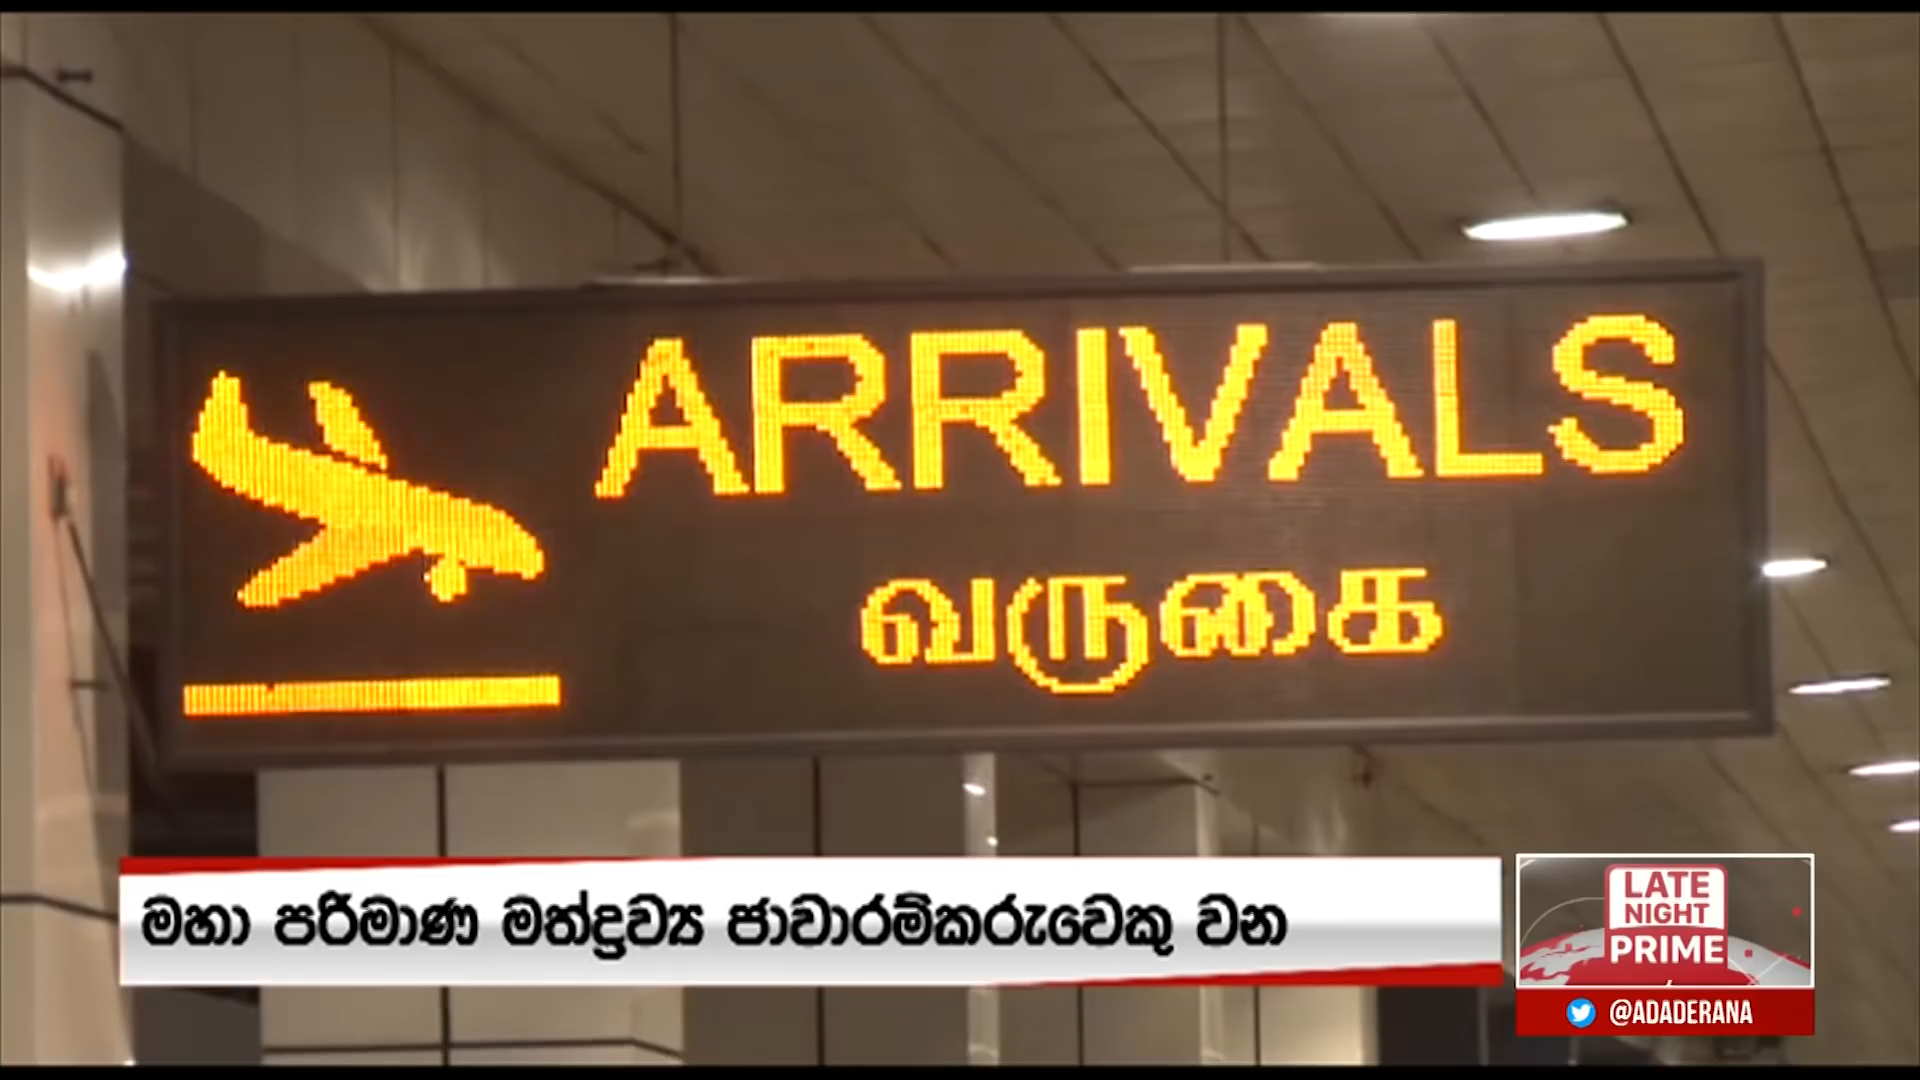 ARRIVALS
வருகை
මහා පරිමාණ මත්ද්‍රව්‍ය ජාවාරම්කරුවෙකු වන
LATE
NIGHT
PRIME
@ADADERANA